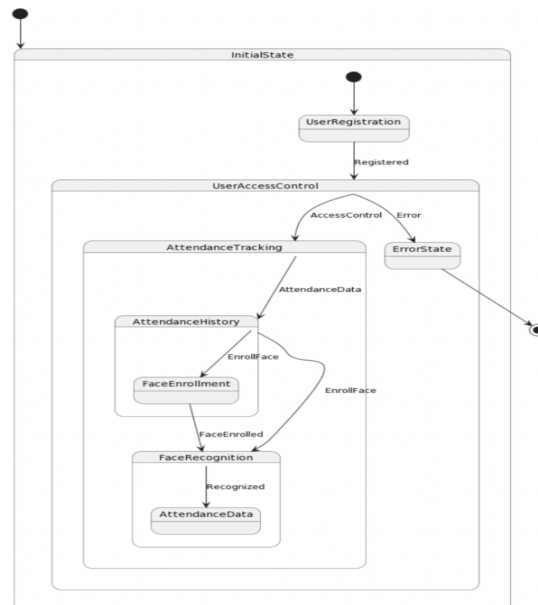 InitialState
UserRegistration
Registered
UserAccessControl
AccessControl
Error
AttendanceTracking
ErrorState
AttendanceData
AttendanceHistory
EnrollFace
FaceEnrollment
EnrollFace
FaceEnrolled
FaceRecognition
Recognized
AttendanceData